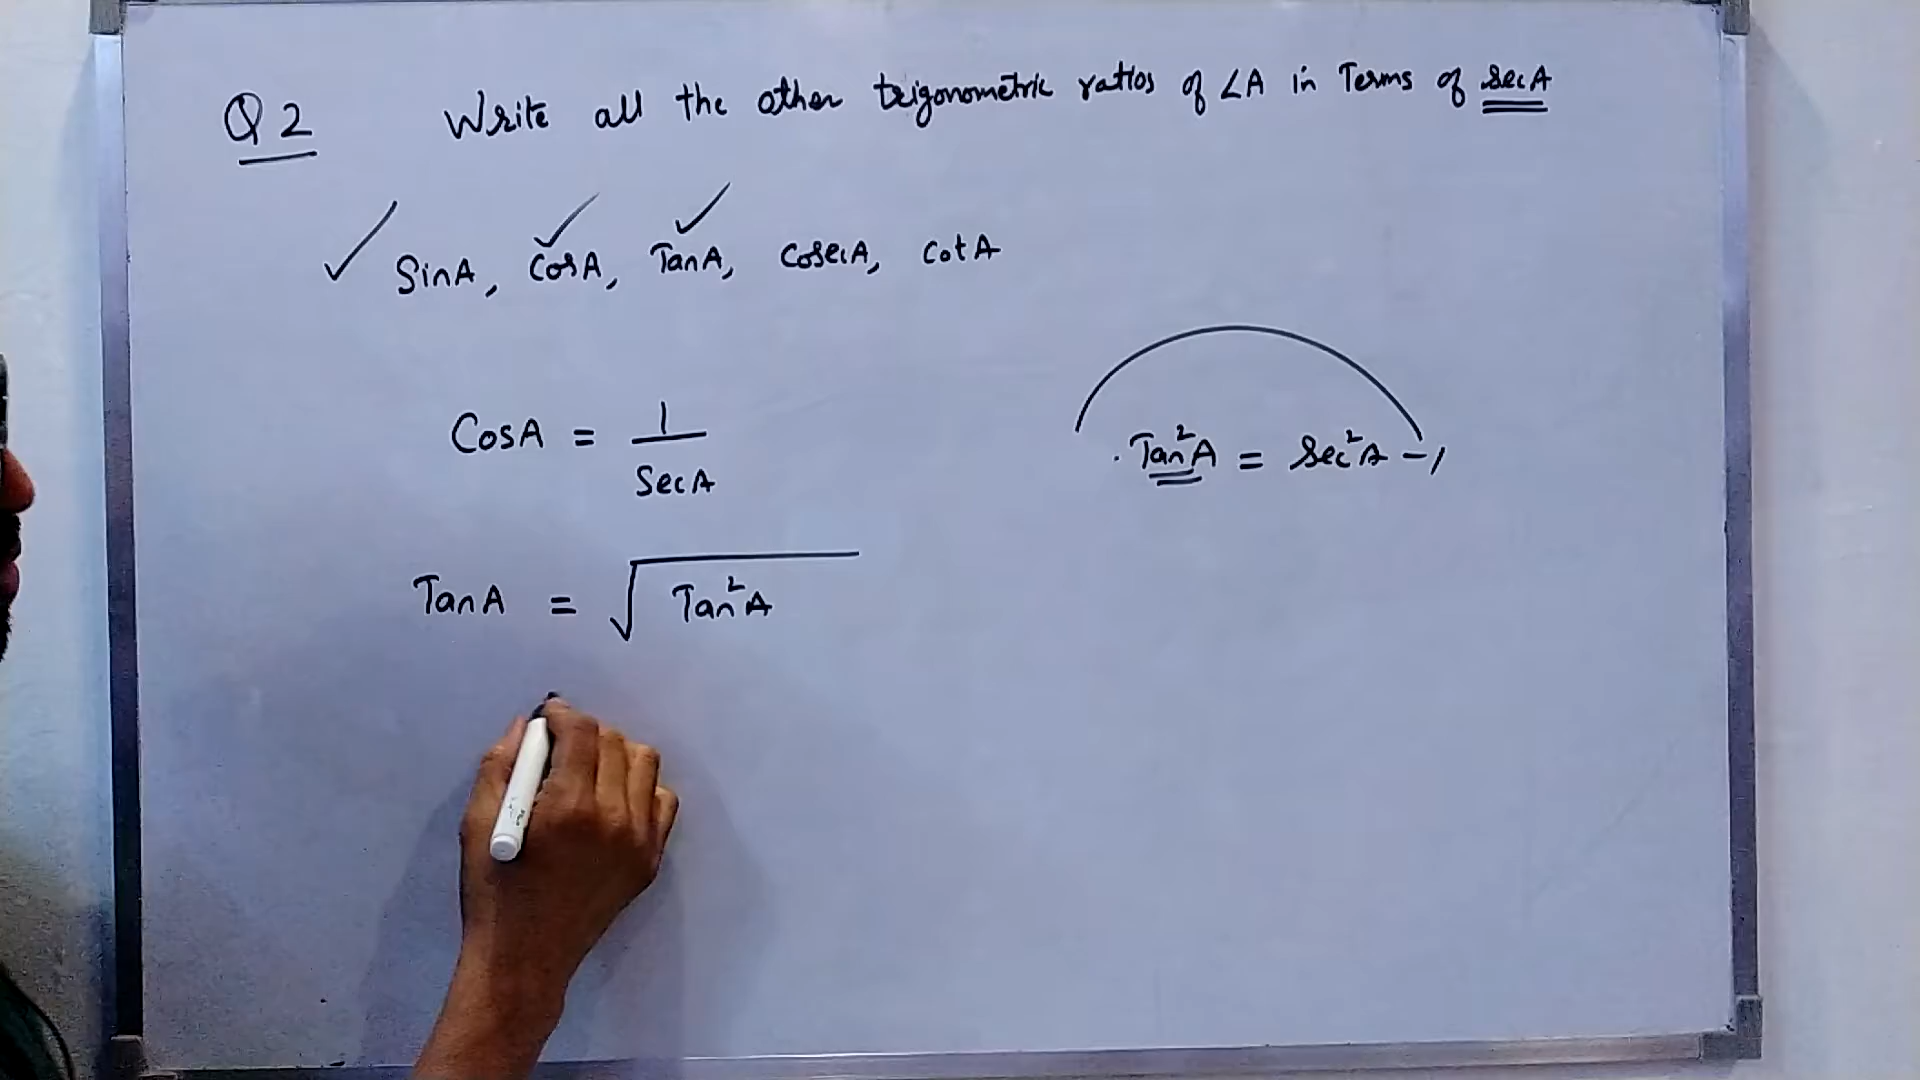 Q2 Write all the other trigonometric ratios of ∠A in Terms of SecA
✓ SinA, CosA, TanA, CosecA, CotA
CosA = 1/SecA
Tan²A = Sec²A - 1
TanA = √Tan²A